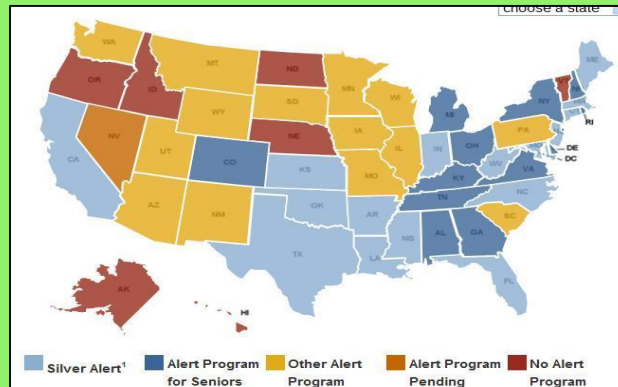 choose a state
WA
ME
MT
ND
OR
MN
VT
ID
SD
WI
NY
WY
MI
RI
IA
PA
NE
NV
OH
DE
IL
IN
UT
DC
CO
WV
CA
VA
KS
MO
KY
NC
TN
OK
AZ
NM
AR
SC
MS
AL
GA
TX
LA
FL
AK
HI
Silver Alert¹
Alert Program for Seniors
Other Alert Program
Alert Program Pending
No Alert Program